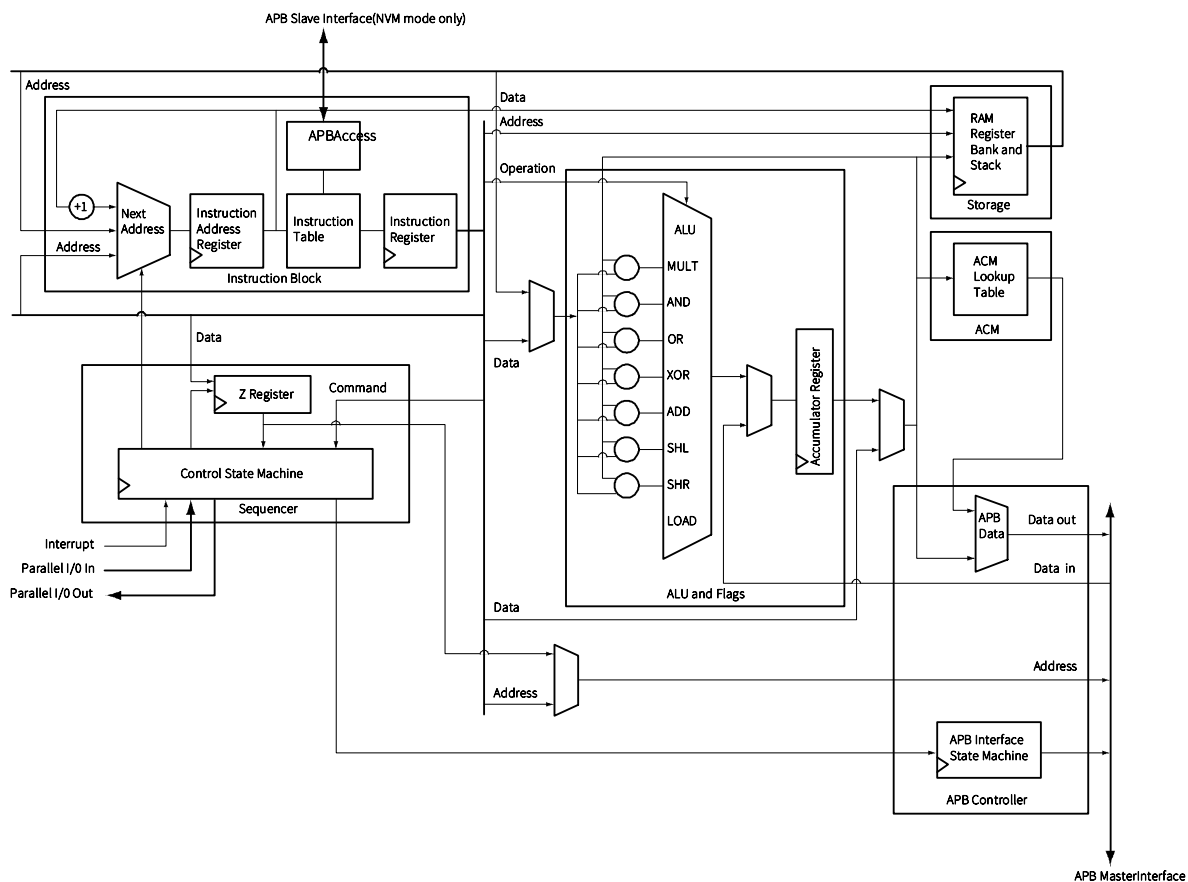 APB Slave Interface(NVM mode only)
Address
Data
Address
Operation
APBAccess
+1
Next
Address
Address
Instruction
Address
Register
Instruction
Table
Instruction
Register
Instruction Block
RAM
Register
Bank and
Stack
Storage
ACM
Lookup
Table
ACM
ALU
MULT
AND
OR
XOR
ADD
SHL
SHR
LOAD
Accumulator Register
ALU and Flags
Data
Data
Z Register
Command
Control State Machine
Sequencer
Interrupt
Parallel I/0 In
Parallel I/0 Out
APB
Data
Data out
Data in
Data
Address
Address
APB Interface
State Machine
APB Controller
APB MasterInterface